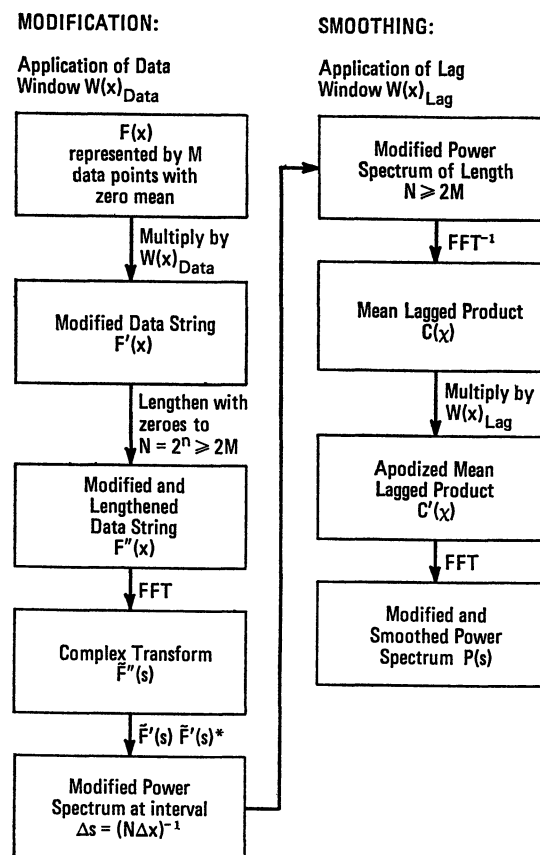 MODIFICATION:
Application of Data
Window W(x)Data
F(x)
represented by M
data points with
zero mean
Multiply by
W(x)Data
Modified Data String
F′(x)
Lengthen with
zeroes to
N = 2ⁿ ⩾ 2M
Modified and
Lengthened
Data String
F″(x)
FFT
Complex Transform
F̃″(s)
F̃′(s) F̃′(s)*
Modified Power
Spectrum at interval
Δs = (NΔx)⁻¹
SMOOTHING:
Application of Lag
Window W(x)Lag
Modified Power
Spectrum of Length
N ⩾ 2M
FFT⁻¹
Mean Lagged Product
C(χ)
Multiply by
W(x)Lag
Apodized Mean
Lagged Product
C′(χ)
FFT
Modified and
Smoothed Power
Spectrum P(s)